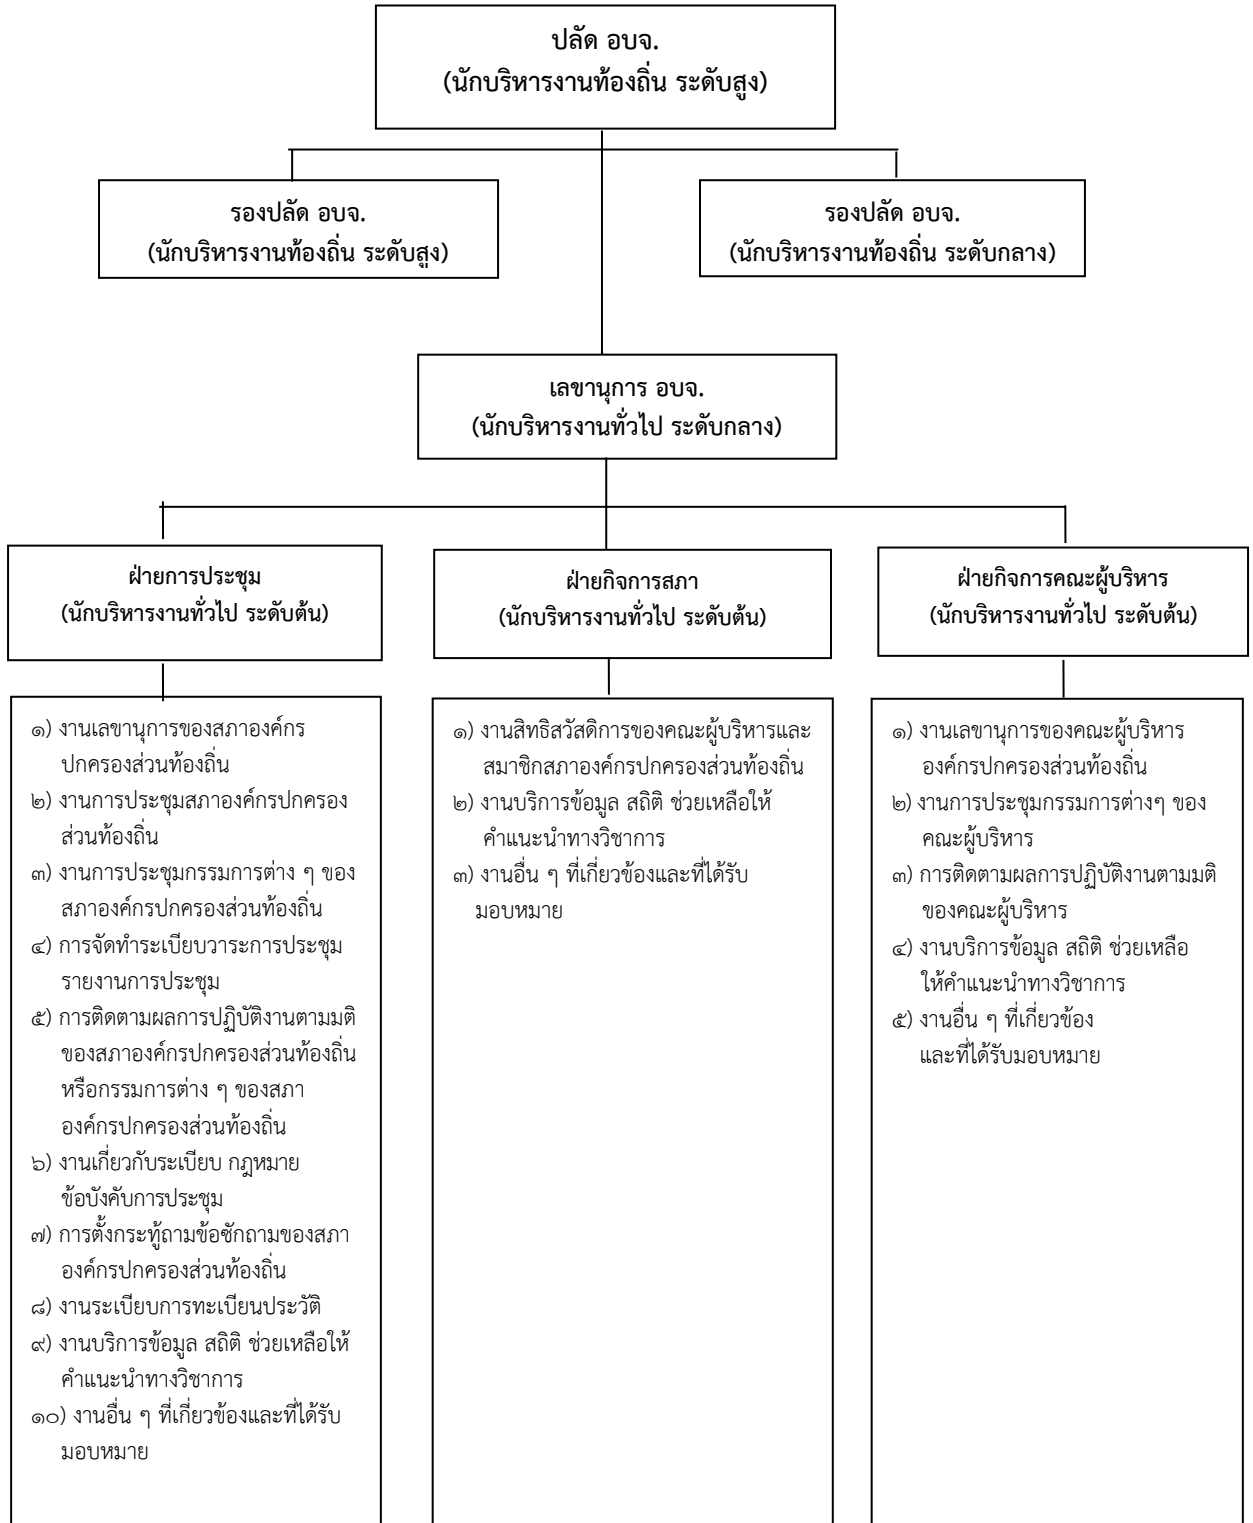 ปลัด อบจ.
(นักบริหารงานท้องถิ่น ระดับสูง)
รองปลัด อบจ.
(นักบริหารงานท้องถิ่น ระดับสูง)
รองปลัด อบจ.
(นักบริหารงานท้องถิ่น ระดับกลาง)
เลขานุการ อบจ.
(นักบริหารงานทั่วไป ระดับกลาง)
ฝ่ายการประชุม
(นักบริหารงานทั่วไป ระดับต้น)
ฝ่ายกิจการสภา
(นักบริหารงานทั่วไป ระดับต้น)
ฝ่ายกิจการคณะผู้บริหาร
(นักบริหารงานทั่วไป ระดับต้น)
๑) งานเลขานุการของสภาองค์กร
ปกครองส่วนท้องถิ่น
๒) งานการประชุมสภาองค์กรปกครอง
ส่วนท้องถิ่น
๓) งานการประชุมกรรมการต่าง ๆ ของ
สภาองค์กรปกครองส่วนท้องถิ่น
๔) การจัดทำระเบียบวาระการประชุม
รายงานการประชุม
๕) การติดตามผลการปฏิบัติงานตามมติ
ของสภาองค์กรปกครองส่วนท้องถิ่น
หรือกรรมการต่าง ๆ ของสภา
องค์กรปกครองส่วนท้องถิ่น
๖) งานเกี่ยวกับระเบียบ กฎหมาย
ข้อบังคับการประชุม
๗) การตั้งกระทู้ถามข้อซักถามของสภา
องค์กรปกครองส่วนท้องถิ่น
๘) งานระเบียบการทะเบียนประวัติ
๙) งานบริการข้อมูล สถิติ ช่วยเหลือให้
คำแนะนำทางวิชาการ
๑๐) งานอื่น ๆ ที่เกี่ยวข้องและที่ได้รับ
มอบหมาย
๑) งานสิทธิสวัสดิการของคณะผู้บริหารและ
สมาชิกสภาองค์กรปกครองส่วนท้องถิ่น
๒) งานบริการข้อมูล สถิติ ช่วยเหลือให้
คำแนะนำทางวิชาการ
๓) งานอื่น ๆ ที่เกี่ยวข้องและที่ได้รับ
มอบหมาย
๑) งานเลขานุการของคณะผู้บริหาร
องค์กรปกครองส่วนท้องถิ่น
๒) งานการประชุมกรรมการต่างๆ ของ
คณะผู้บริหาร
๓) การติดตามผลการปฏิบัติงานตามมติ
ของคณะผู้บริหาร
๔) งานบริการข้อมูล สถิติ ช่วยเหลือ
ให้คำแนะนำทางวิชาการ
๕) งานอื่น ๆ ที่เกี่ยวข้อง
และที่ได้รับมอบหมาย